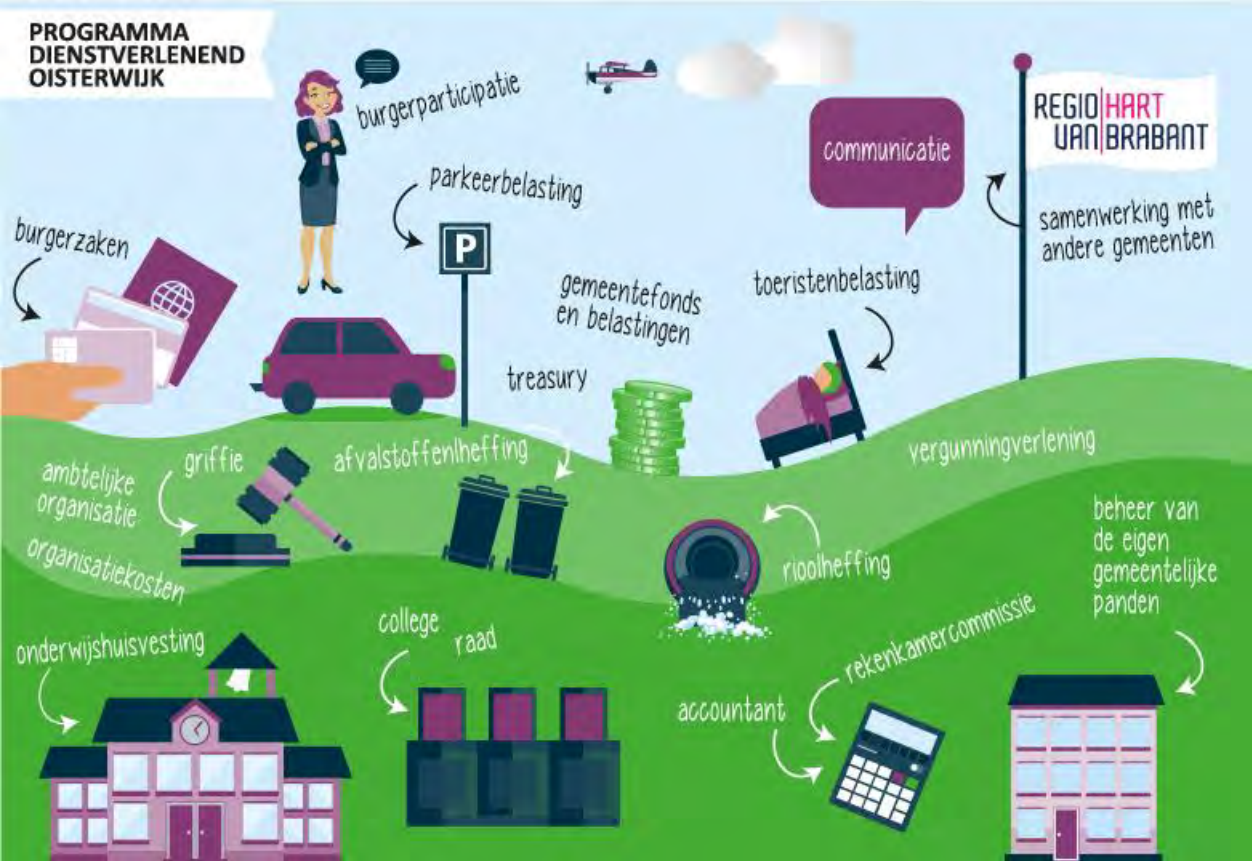 PROGRAMMA
DIENSTVERLENEND
OISTERWIJK
burgerparticipatie
communicatie
REGIO|HART
VAN|BRABANT
parkeerbelasting
P
samenwerking met
andere gemeenten
burgerzaken
gemeentefonds
en belastingen
toeristenbelasting
treasury
griffie
afvalstoffenlheffing
vergunningverlening
ambtelijke
organisatie
organisatiekosten
rioolheffing
beheer van
de eigen
gemeentelijke
panden
onderwijshuisvesting
college
raad
rekenkamercommissie
accountant